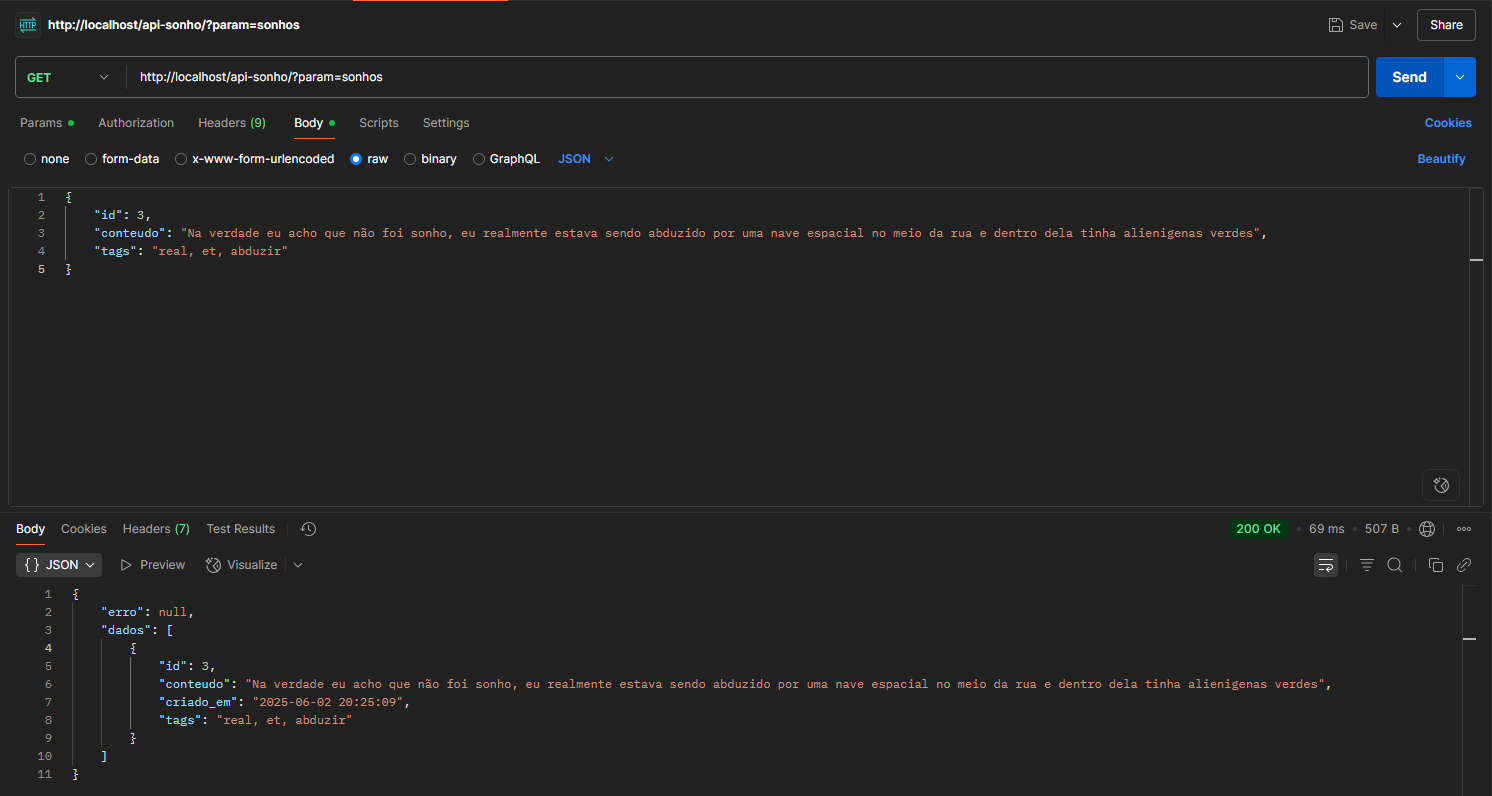 HTTP http://localhost/api-sonho/?param=sonhos Save Share
GET http://localhost/api-sonho/?param=sonhos Send
Params Authorization Headers (9) Body Scripts Settings Cookies
none form-data x-www-form-urlencoded raw binary GraphQL JSON Beautify
1 {
2 "id": 3,
3 "conteudo": "Na verdade eu acho que não foi sonho, eu realmente estava sendo abduzido por uma nave espacial no meio da rua e dentro dela tinha alienigenas verdes",
4 "tags": "real, et, abduzir"
5 }
Body Cookies Headers (7) Test Results 200 OK • 69 ms • 507 B •
{} JSON Preview Visualize
1 {
2 "erro": null,
3 "dados": [
4 {
5 "id": 3,
6 "conteudo": "Na verdade eu acho que não foi sonho, eu realmente estava sendo abduzido por uma nave espacial no meio da rua e dentro dela tinha alienigenas verdes",
7 "criado_em": "2025-06-02 20:25:09",
8 "tags": "real, et, abduzir"
9 }
10 ]
11 }